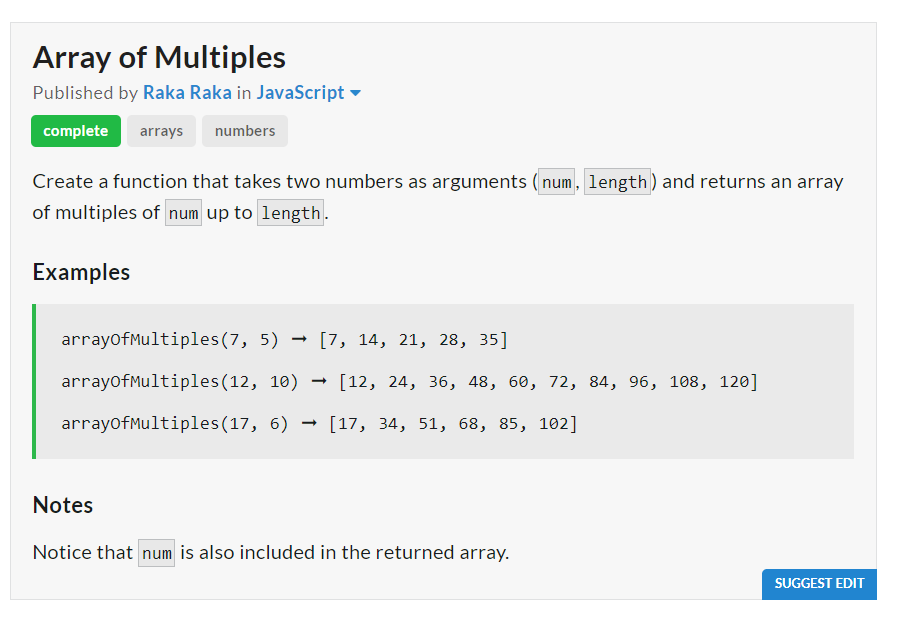 Array of Multiples
Published by Raka Raka in JavaScript
complete arrays numbers
Create a function that takes two numbers as arguments (num, length) and returns an array
of multiples of num up to length.
Examples
arrayOfMultiples(7, 5) ➞ [7, 14, 21, 28, 35]
arrayOfMultiples(12, 10) ➞ [12, 24, 36, 48, 60, 72, 84, 96, 108, 120]
arrayOfMultiples(17, 6) ➞ [17, 34, 51, 68, 85, 102]
Notes
Notice that num is also included in the returned array.
SUGGEST EDIT